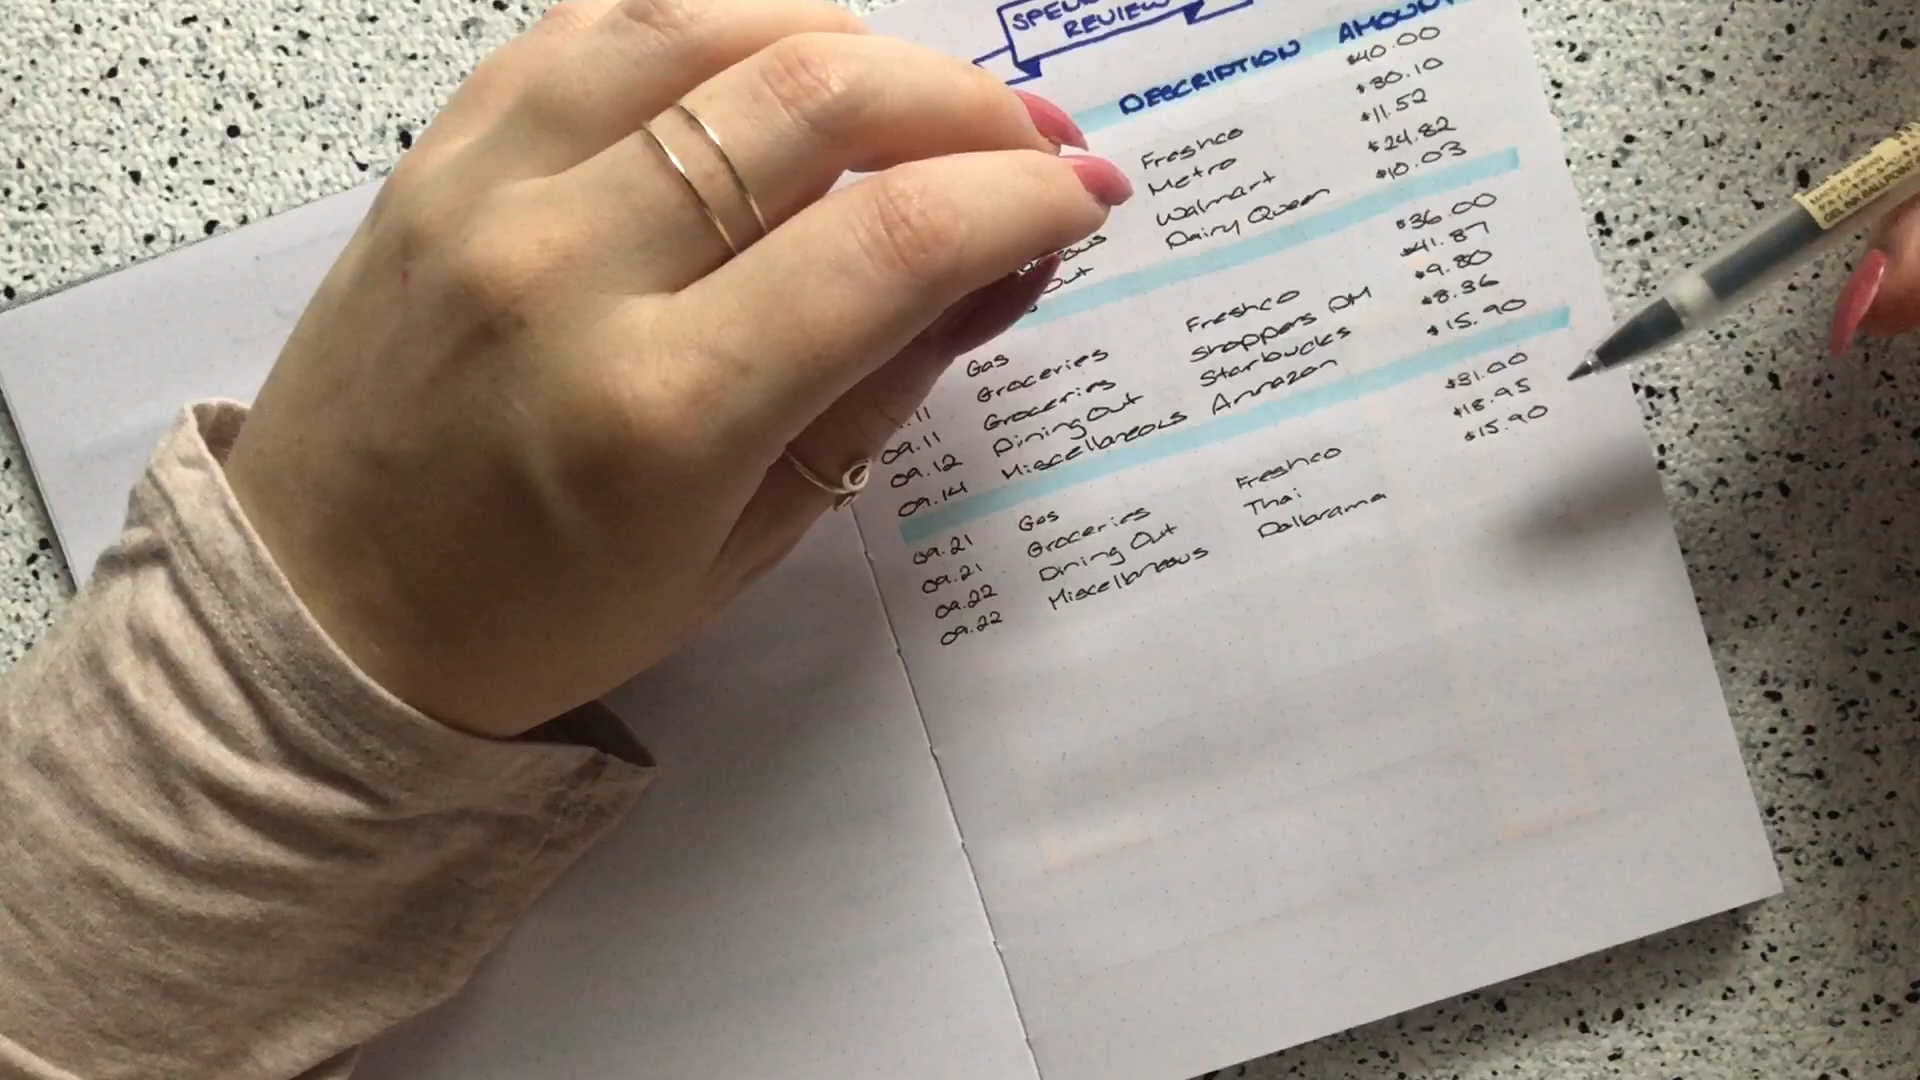 SPEN
REVIEW
DESCRIPTION AMOUNT
$40.00
Freshco $30.10
Metro $11.52
Walmart $24.82
Out Dairy Queen $10.03
Gas $36.00
.11 Groceries Freshco $41.87
09.11 Groceries Shoppers DM $9.80
09.12 Dining Out Starbucks $8.36
09.14 Miscellaneous Amazon $15.90
09.21 Gas
09.21 Groceries Freshco $31.00
09.22 Dining Out Thai $18.95
09.22 Miscellaneous Dollarama $15.90